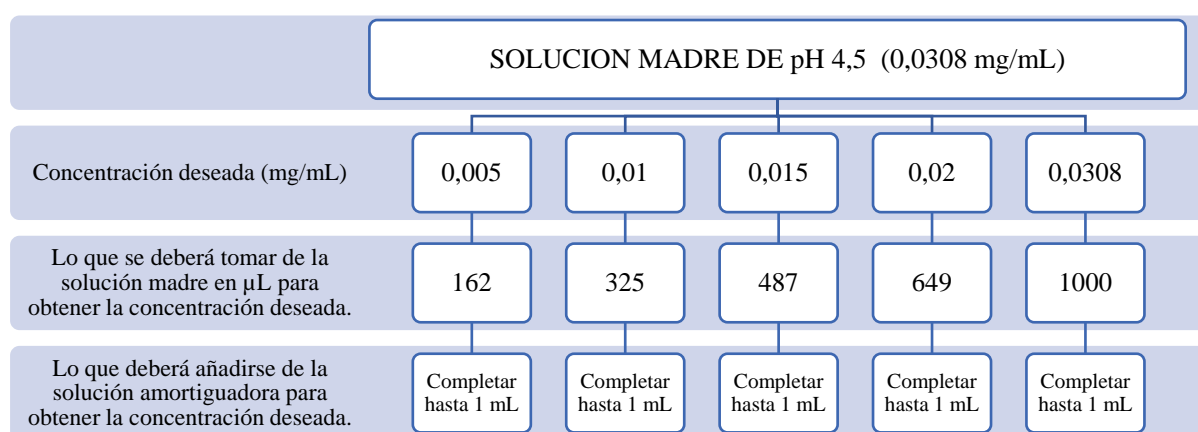 SOLUCION MADRE DE pH 4,5 (0,0308 mg/mL)
Concentración deseada (mg/mL)
0,005
0,01
0,015
0,02
0,0308
Lo que se deberá tomar de la
solución madre en µL para
obtener la concentración deseada.
162
325
487
649
1000
Lo que deberá añadirse de la
solución amortiguadora para
obtener la concentración deseada.
Completar
hasta 1 mL
Completar
hasta 1 mL
Completar
hasta 1 mL
Completar
hasta 1 mL
Completar
hasta 1 mL